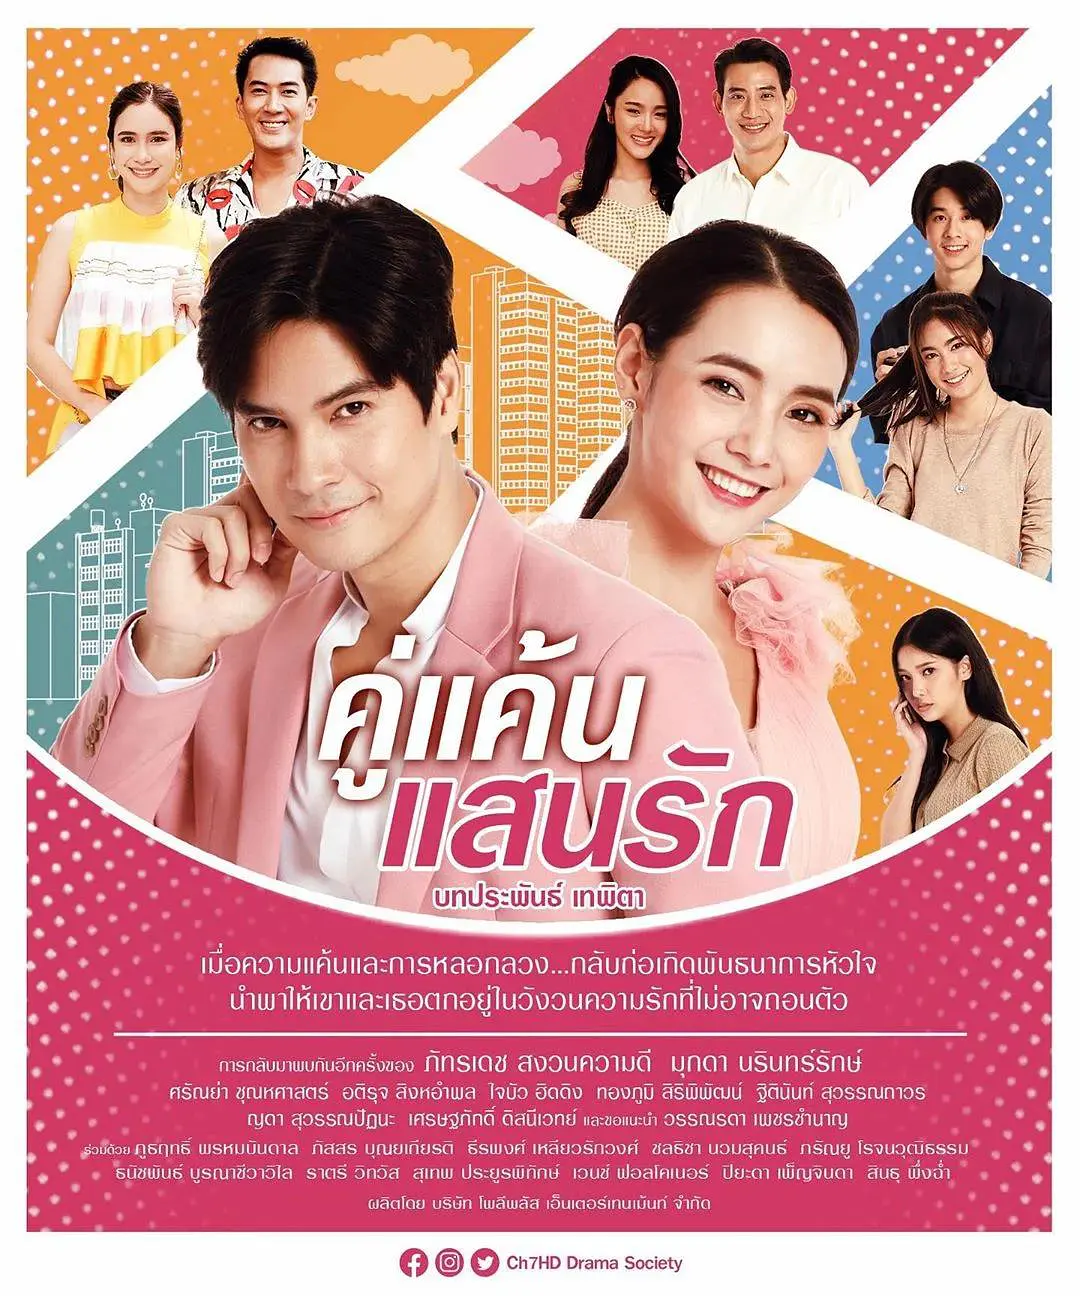 คู่แค้น
แสนรัก
บทประพันธ์ เทพิตา
เมื่อความแค้นและการหลอกลวง...กลับก่อเกิดพันธนาการหัวใจ
นำพาให้เขาและเธอตกอยู่ในวังวนความรักที่ไม่อาจถอนตัว
การกลับมาพบกันอีกครั้งของ ภัทรเดช สงวนความดี มุกดา นรินทร์รักษ์
ศรัณย่า ชุณหศาสตร์ อติรุจ สิงหอำพล ใจบัว ฮิดดิง ทองภูมิ สิริพิพัฒน์ ฐิตินันท์ สุวรรณถาวร
ญดา สุวรรณปัฏนะ เศรษฐภักดิ์ ดิสนีเวทย์ และขอแนะนำ วรรณรดา เพชรชำนาญ
ร่วมด้วย ภูธฤทธิ์ พรหมบันดาล ภัสสร บุณยเกียรติ ธีรพงศ์ เหลียวรักวงศ์ ชลธิชา นวมสุคนธ์ ภรัณยู โรจนวุฒิธรรม
ธนิชพันธ์ บูรณาชีวาวิไล ราตรี วิทวัส สุเทพ ประยูรพิทักษ์ เวนซ์ ฟอลโคเนอร์ ปิยะดา เพ็ญจินดา สินธุ พึ่งฉ่ำ
ผลิตโดย บริษัท โพลีพลัส เอ็นเตอร์เทนเม้นท์ จำกัด
Ch7HD Drama Society